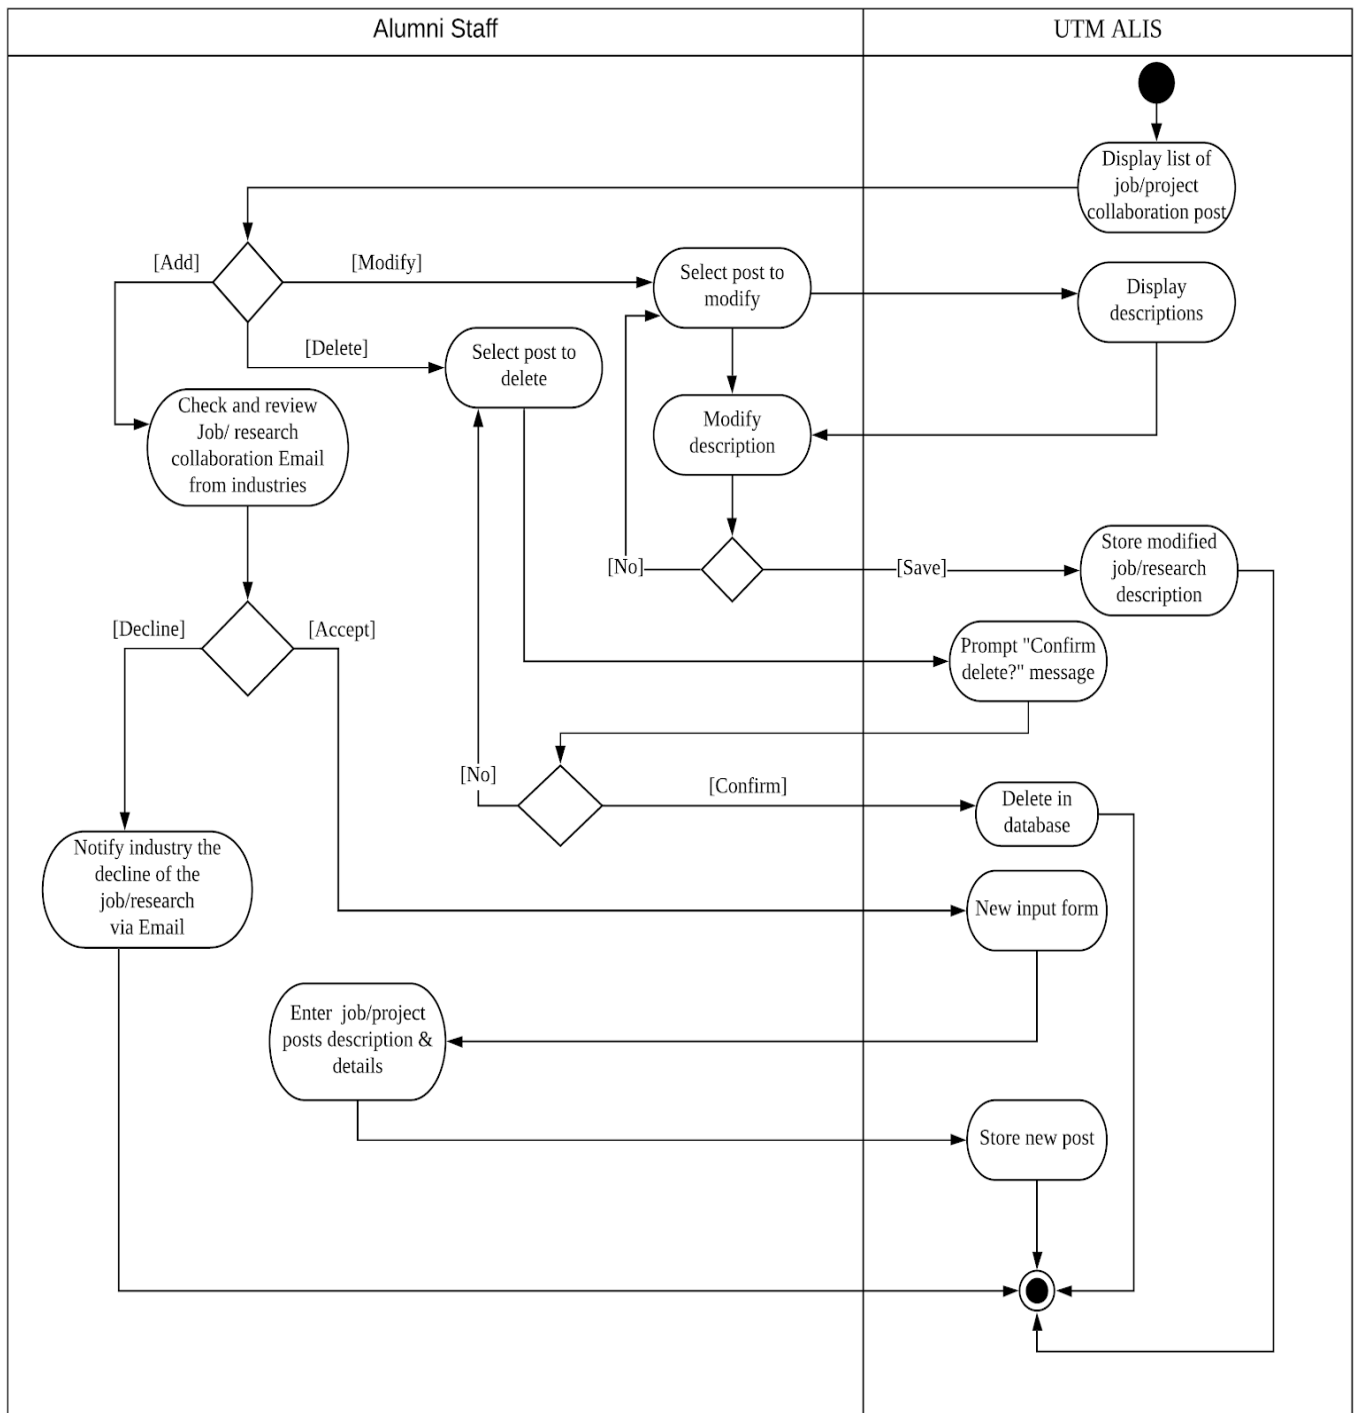 Alumni Staff
UTM ALIS
Display list of
job/project
collaboration post
[Add]
[Modify]
Select post to
modify
Display
descriptions
[Delete]
Select post to
delete
Check and review
Job/ research
collaboration Email
from industries
Modify
description
[No]
[Save]
Store modified
job/research
description
[Decline]
[Accept]
Prompt "Confirm
delete?" message
[No]
[Confirm]
Delete in
database
Notify industry the
decline of the
job/research
via Email
New input form
Enter job/project
posts description &
details
Store new post